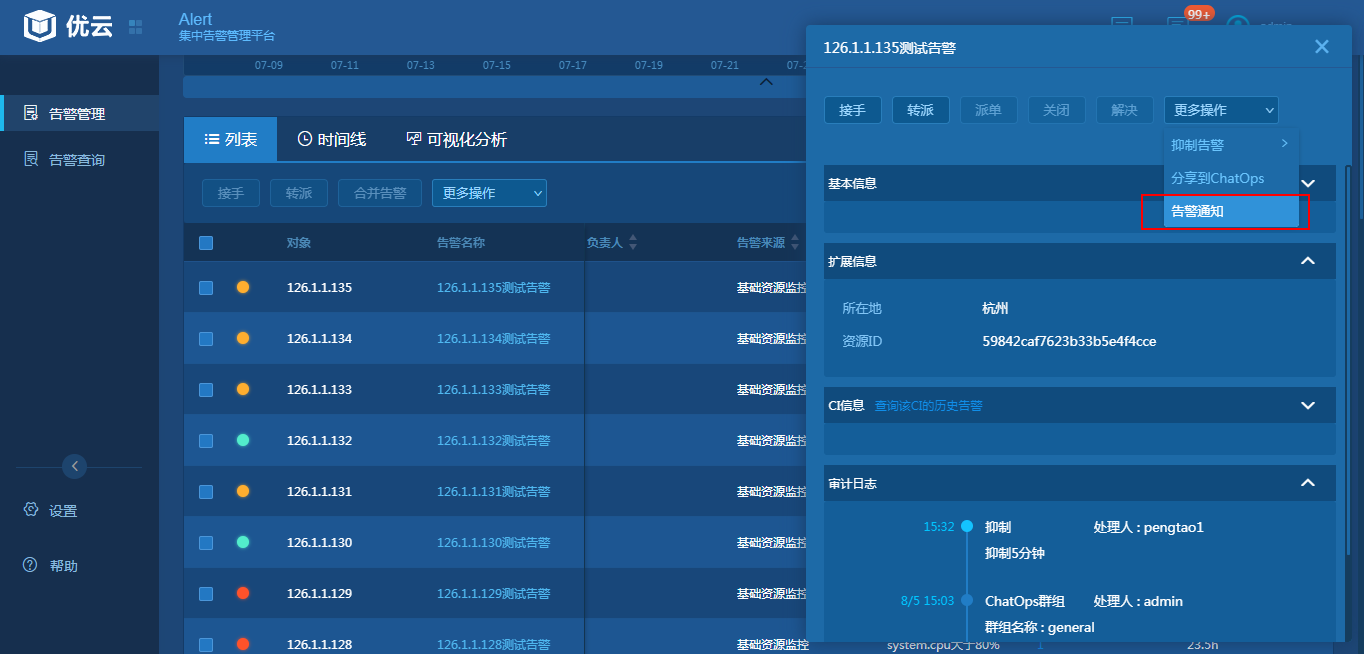 优云
Alert
集中告警管理平台
99+
告警管理
告警查询
设置
帮助
07-09 07-11 07-13 07-15 07-17 07-19 07-21
列表 时间线 可视化分析
接手 转派 合并告警 更多操作
对象 告警名称 负责人 告警来源
126.1.1.135 126.1.1.135测试告警 基础资源监控
126.1.1.134 126.1.1.134测试告警 基础资源监控
126.1.1.133 126.1.1.133测试告警 基础资源监控
126.1.1.132 126.1.1.132测试告警 基础资源监控
126.1.1.131 126.1.1.131测试告警 基础资源监控
126.1.1.130 126.1.1.130测试告警 基础资源监控
126.1.1.129 126.1.1.129测试告警 基础资源监控
126.1.1.128 126.1.1.128测试告警 基础资源监控 system.cpu大于80% 1 23.5h
126.1.1.135测试告警
接手 转派 派单 关闭 解决 更多操作
抑制告警
分享到ChatOps
告警通知
基本信息
扩展信息
所在地 杭州
资源ID 59842caf7623b33b5e4f4cce
CI信息 查询该CI的历史告警
审计日志
15:32 抑制 处理人 : pengtao1
抑制5分钟
8/5 15:03 ChatOps群组 处理人 : admin
群组名称 : general